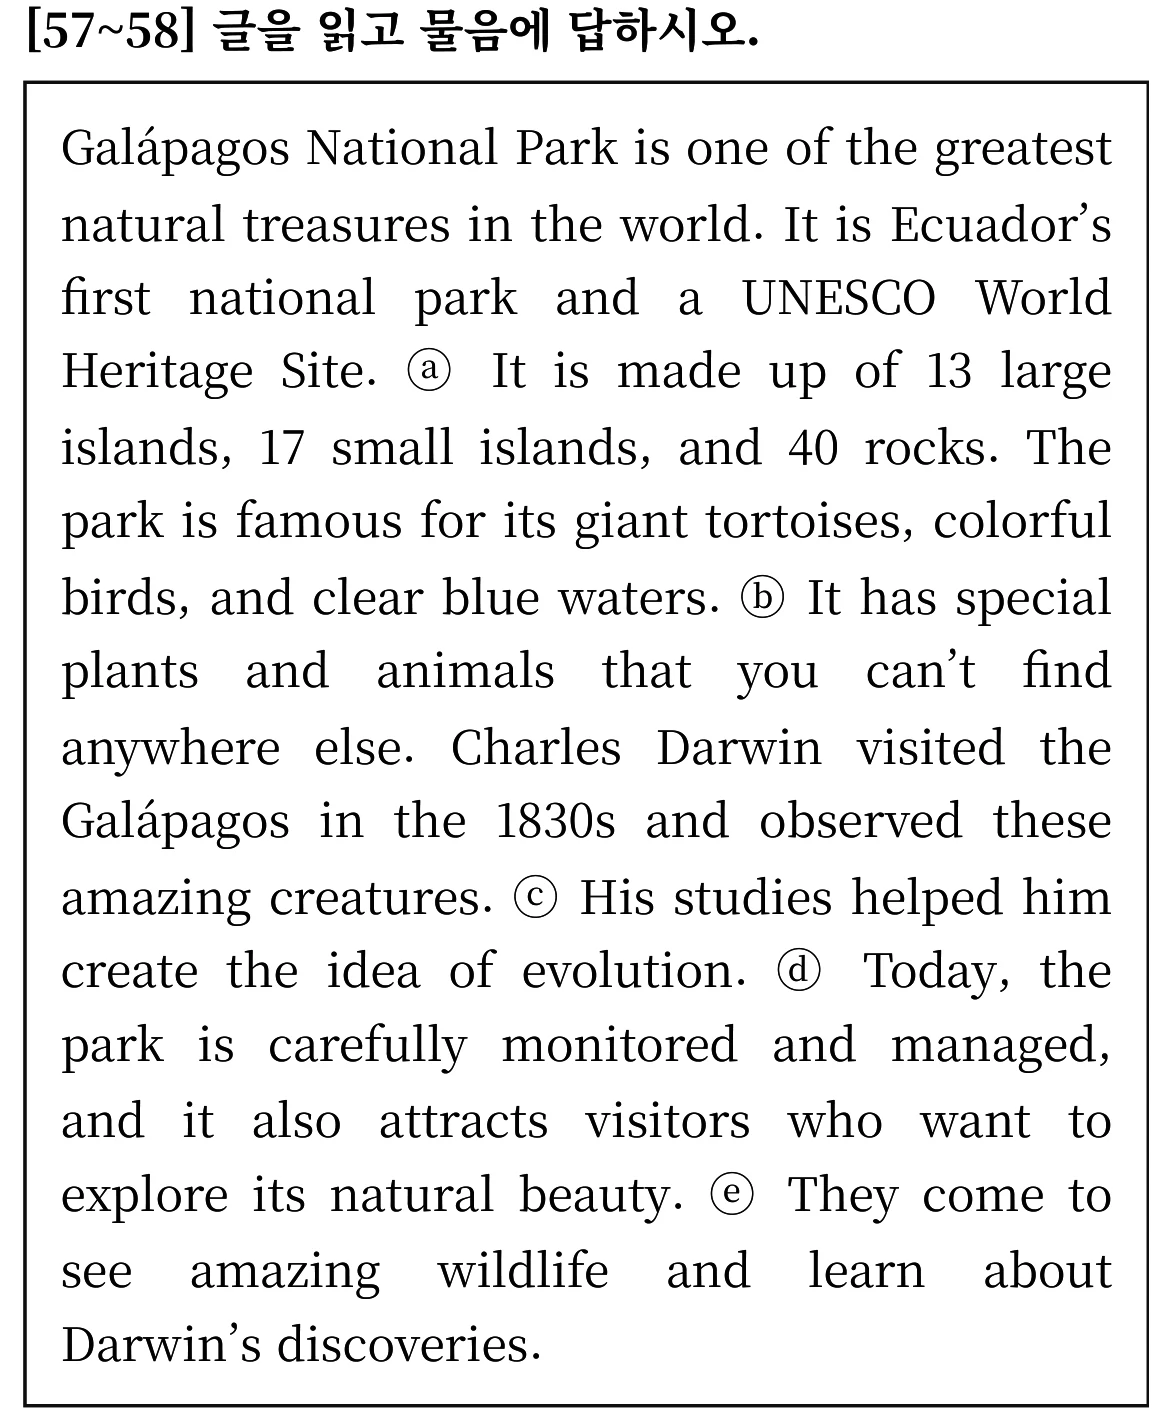 [57~58] 글을 읽고 물음에 답하시오.
Galápagos National Park is one of the greatest
natural treasures in the world. It is Ecuador’s
first national park and a UNESCO World
Heritage Site. ⓐ It is made up of 13 large
islands, 17 small islands, and 40 rocks. The
park is famous for its giant tortoises, colorful
birds, and clear blue waters. ⓑ It has special
plants and animals that you can’t find
anywhere else. Charles Darwin visited the
Galápagos in the 1830s and observed these
amazing creatures. ⓒ His studies helped him
create the idea of evolution. ⓓ Today, the
park is carefully monitored and managed,
and it also attracts visitors who want to
explore its natural beauty. ⓔ They come to
see amazing wildlife and learn about
Darwin’s discoveries.